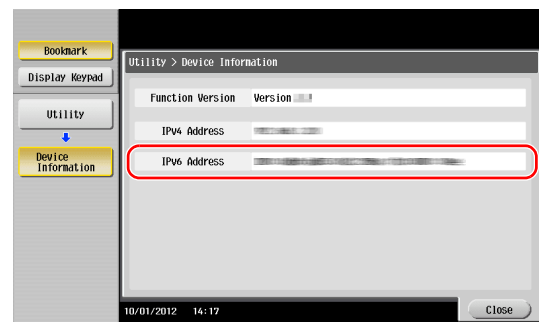 Bookmark
Display Keypad
Utility
Device
Information
Utility > Device Information
Function Version Version
IPv4 Address
IPv6 Address
10/01/2012 14:17
Close